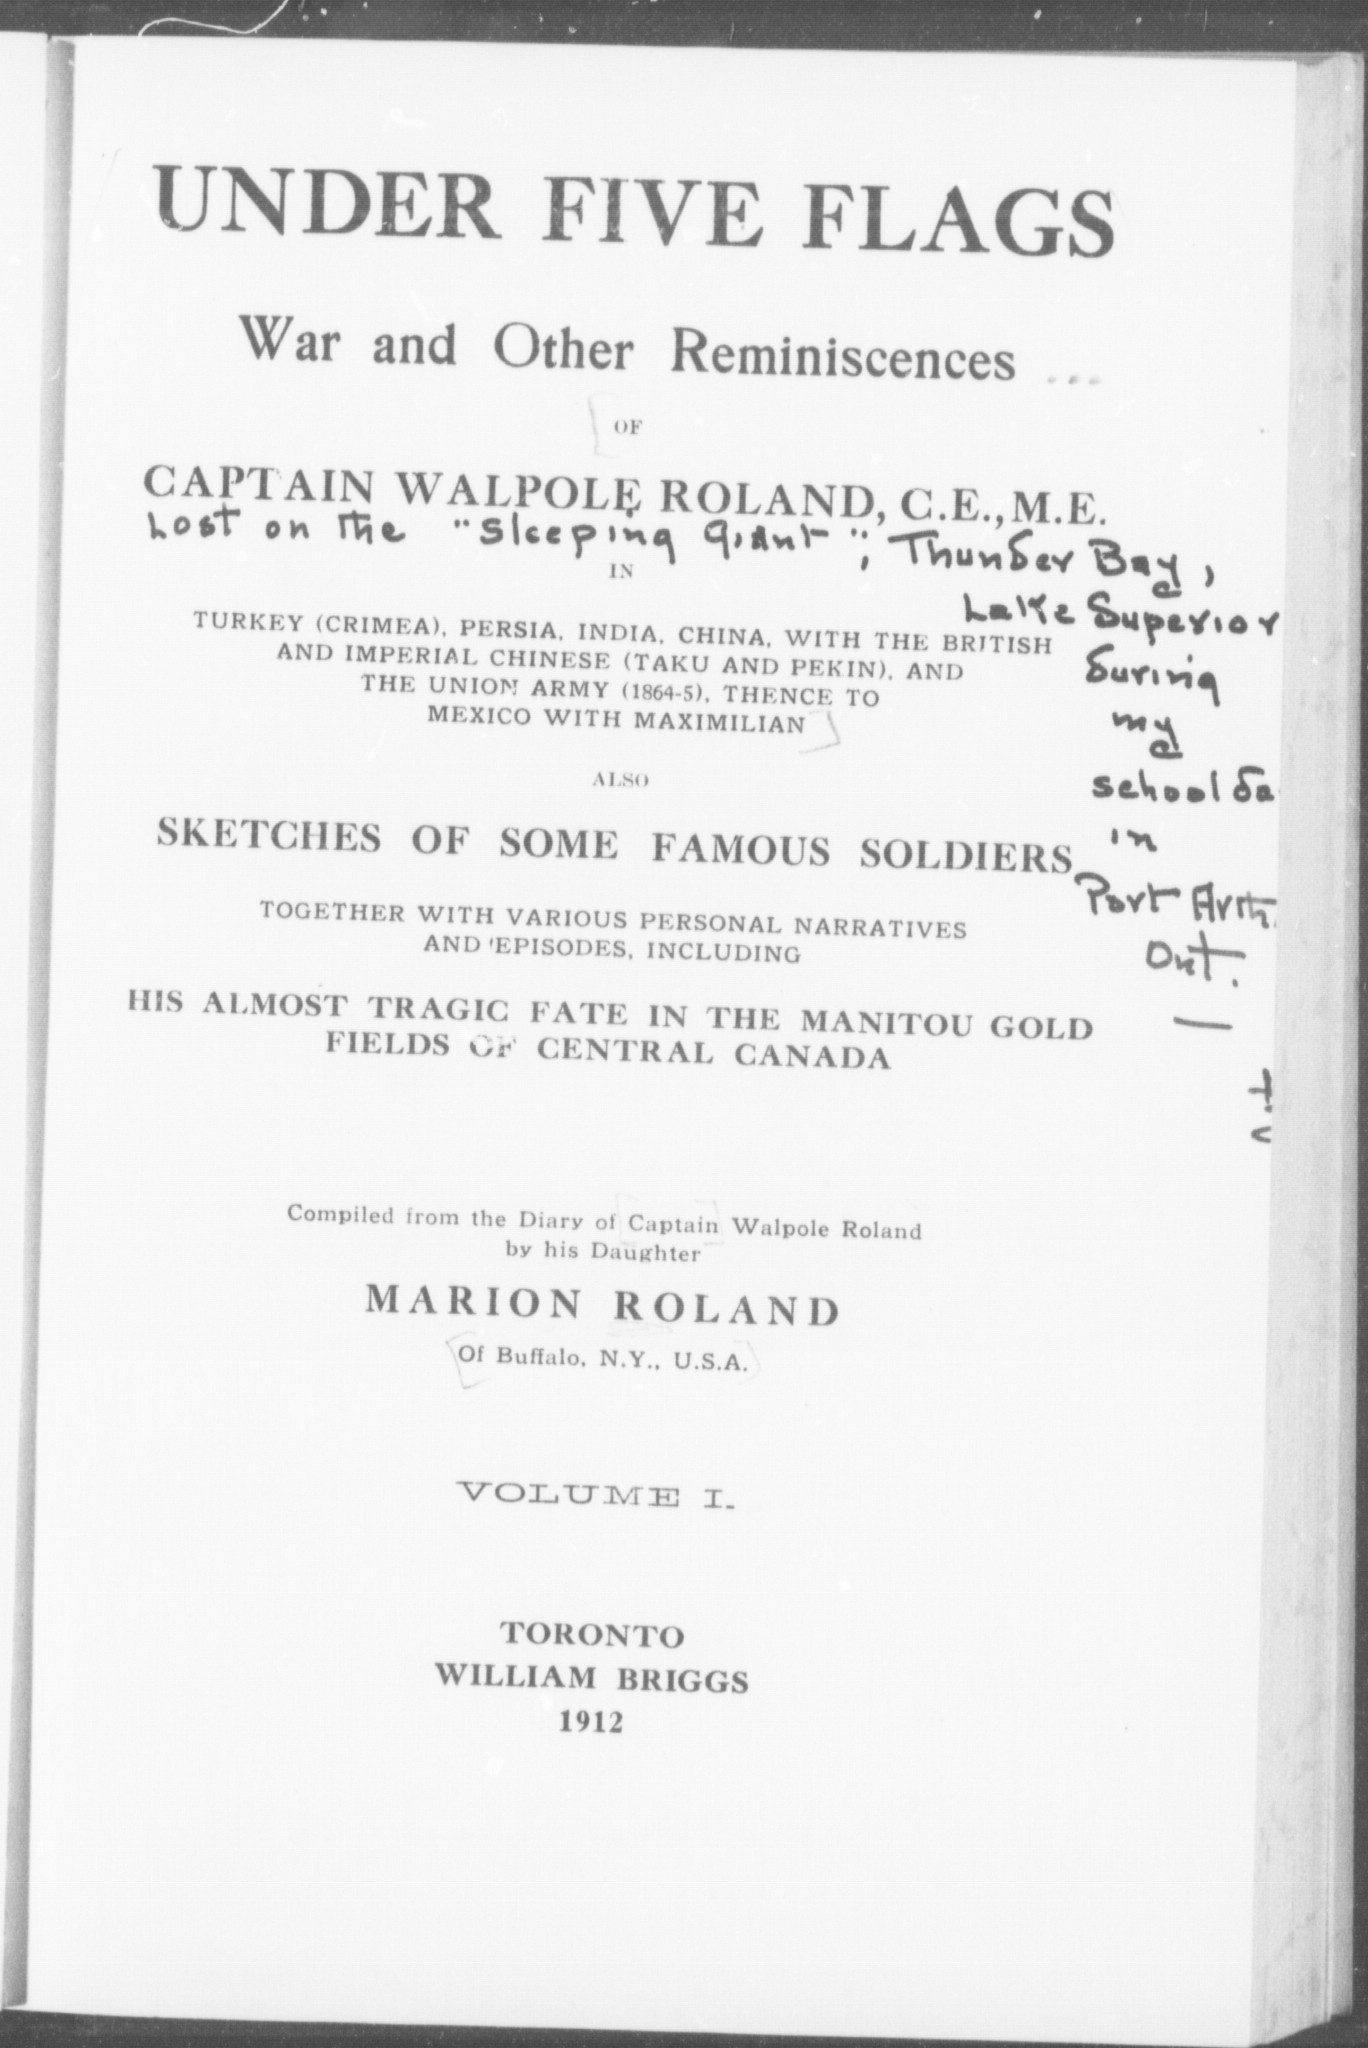 UNDER FIVE FLAGS
War and Other Reminiscences ...
OF
CAPTAIN WALPOLE ROLAND, C.E., M.E.
Lost on the "Sleeping Giant"; Thunder Bay,
Lake Superior
during
my
school da
in
Port Arth.
Ont.
IN
TURKEY (CRIMEA), PERSIA, INDIA, CHINA, WITH THE BRITISH
AND IMPERIAL CHINESE (TAKU AND PEKIN), AND
THE UNION ARMY (1864-5), THENCE TO
MEXICO WITH MAXIMILIAN
ALSO
SKETCHES OF SOME FAMOUS SOLDIERS
TOGETHER WITH VARIOUS PERSONAL NARRATIVES
AND EPISODES, INCLUDING
HIS ALMOST TRAGIC FATE IN THE MANITOU GOLD
FIELDS OF CENTRAL CANADA
Compiled from the Diary of Captain Walpole Roland
by his Daughter
MARION ROLAND
Of Buffalo, N.Y., U.S.A.
VOLUME I.
TORONTO
WILLIAM BRIGGS
1912